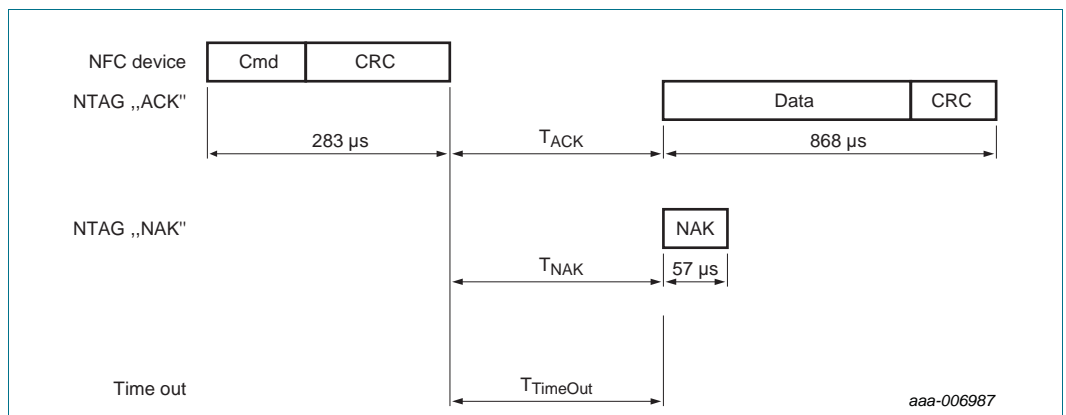 NFC device
Cmd
CRC
NTAG ,,ACK"
Data
CRC
283 µs
TACK
868 µs
NTAG ,,NAK"
NAK
TNAK
57 µs
Time out
TTimeOut
aaa-006987